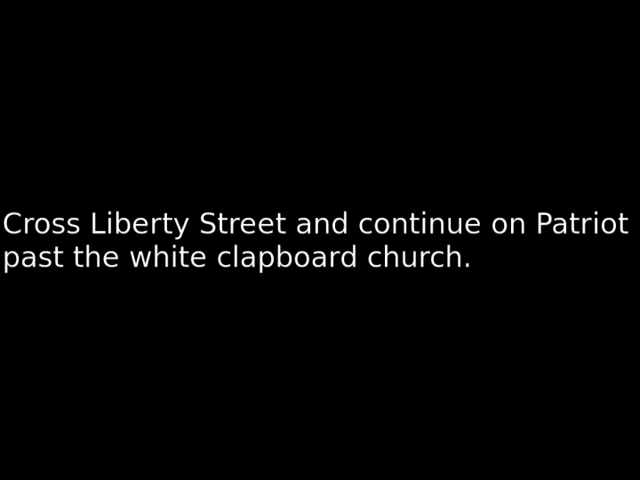 Cross Liberty Street and continue on Patriot
past the white clapboard church.